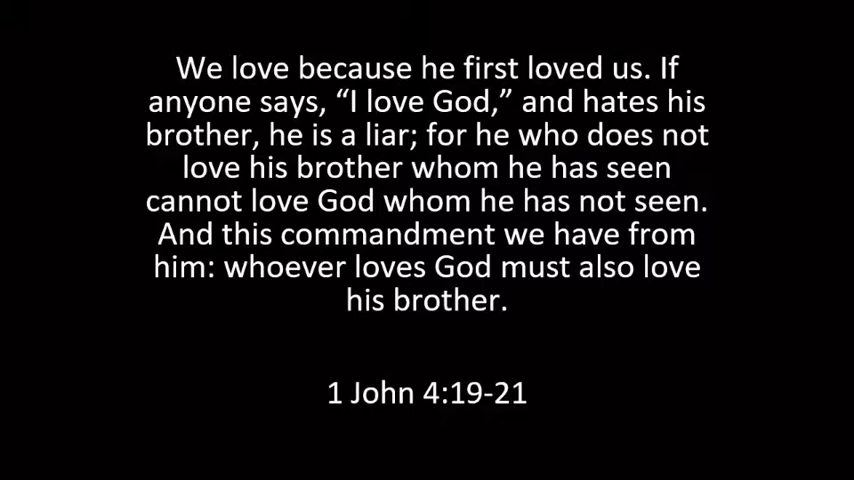 We love because he first loved us. If
anyone says, “I love God,” and hates his
brother, he is a liar; for he who does not
love his brother whom he has seen
cannot love God whom he has not seen.
And this commandment we have from
him: whoever loves God must also love
his brother.
1 John 4:19-21